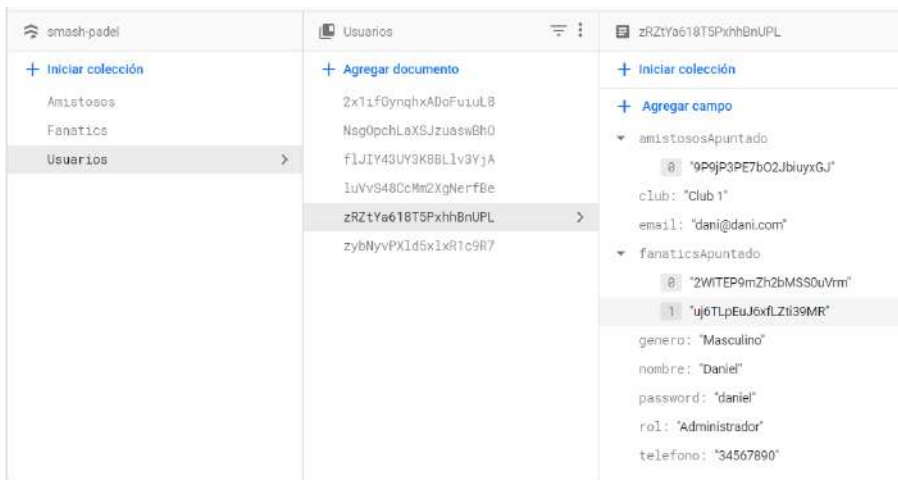 smash-padel
+ Iniciar colección
Amistosos
Fanatics
Usuarios
Usuarios
+ Agregar documento
2x1ifOynqhxADoFuiuL8
NsgOpchLaXSJzuaswBhO
flJIY43UY3K8BLlv3YjA
luVvS48CcMm2XgNerfBe
zRZtYa618T5PxhhBnUPL
zybNyvPXld5xlxR1c9R7
zRZtYa618T5PxhhBnUPL
+ Iniciar colección
+ Agregar campo
amistososApuntado
0 "9P9jP3PE7bO2JbiuyxGJ"
club: "Club 1"
email: "dani@dani.com"
fanaticsApuntado
0 "2WITEP9mZh2bMSS0uVrm"
1 "uj6TLpEuJ6xfLZti39MR"
genero: "Masculino"
nombre: "Daniel"
password: "daniel"
rol: "Administrador"
telefono: "34567890"